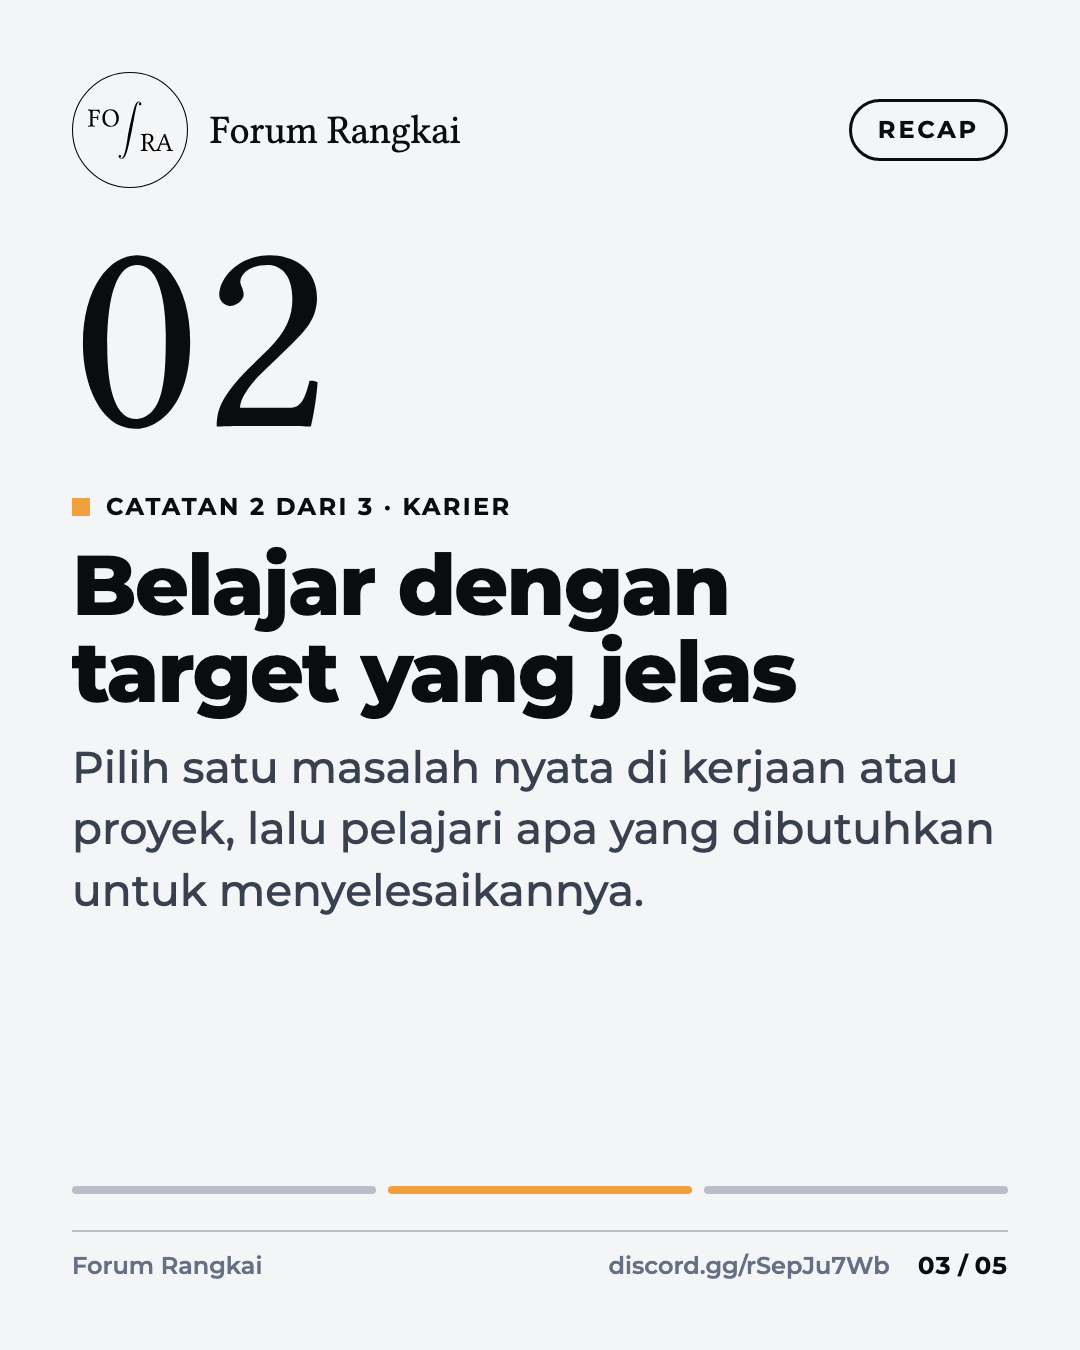 FO ∫ RA
Forum Rangkai
RECAP
02
CATATAN 2 DARI 3 · KARIER
Belajar dengan
target yang jelas
Pilih satu masalah nyata di kerjaan atau
proyek, lalu pelajari apa yang dibutuhkan
untuk menyelesaikannya.
Forum Rangkai
discord.gg/rSepJu7Wb
03 / 05